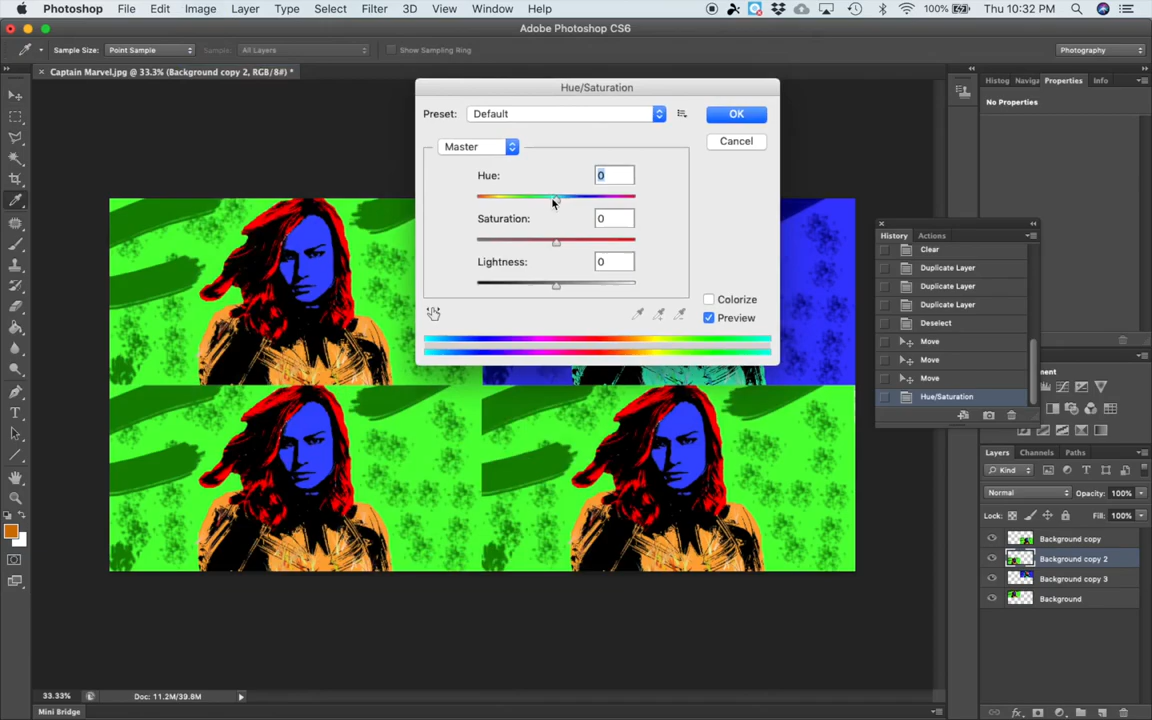 Photoshop File Edit Image Layer Type Select Filter 3D View Window Help 100% Thu 10:32 PM
Adobe Photoshop CS6
Sample Size: Point Sample Sample: All Layers Show Sampling Ring Photography
Captain Marvel.jpg @ 33.3% (Background copy 2, RGB/8#) *
Histog Naviga Properties Info
No Properties
Hue/Saturation
Preset: Default OK
Cancel
Master
Hue: 0
Saturation: 0
Lightness: 0
Colorize
Preview
History Actions
Clear
Duplicate Layer
Duplicate Layer
Duplicate Layer
Deselect
Move
Move
Move
Hue/Saturation
Layers Channels Paths
Kind
Normal Opacity: 100%
Lock: Fill: 100%
Background copy
Background copy 2
Background copy 3
Background
33.33% Doc: 11.2M/39.8M
Mini Bridge